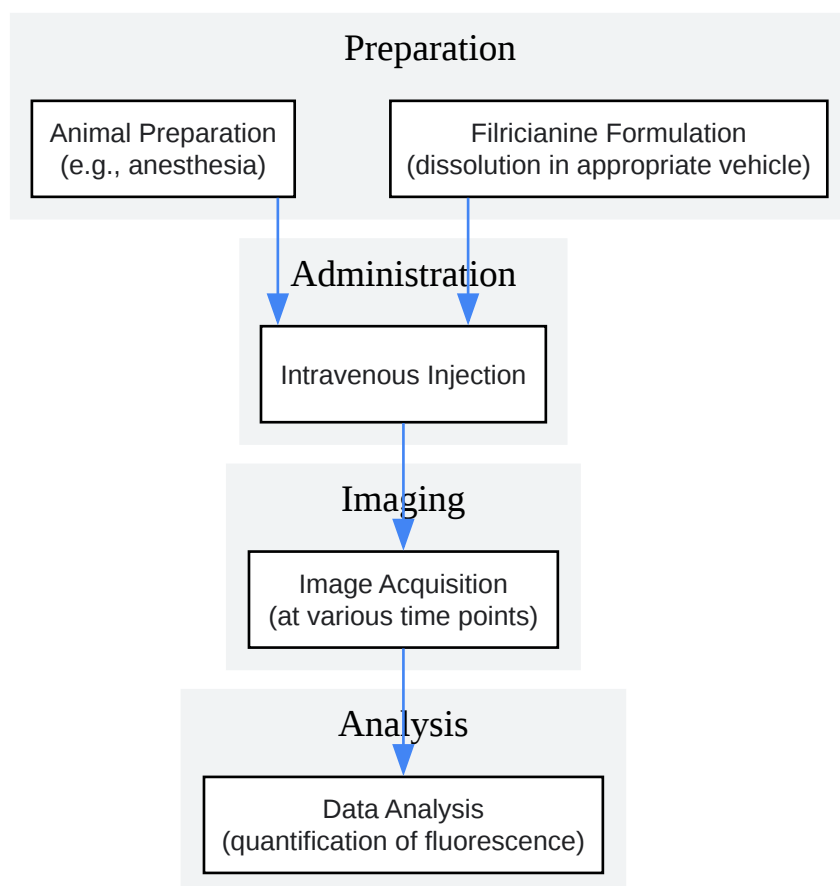 Preparation
Animal Preparation
(e.g., anesthesia)
Filricianine Formulation
(dissolution in appropriate vehicle)
Administration
Intravenous Injection
Imaging
Image Acquisition
(at various time points)
Analysis
Data Analysis
(quantification of fluorescence)